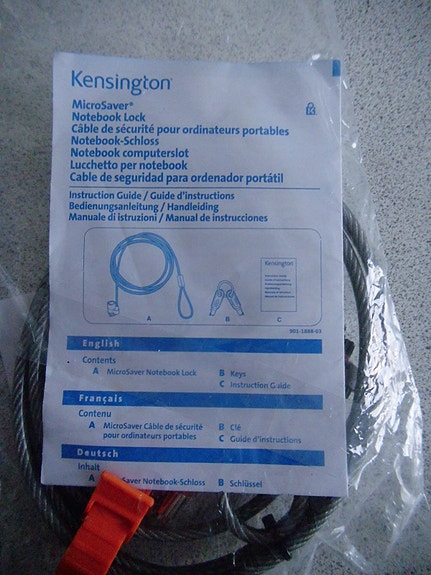 Kensington
MicroSaver®
Notebook Lock
Câble de sécurité pour ordinateurs portables
Notebook-Schloss
Notebook computerslot
Lucchetto per notebook
Cable de seguridad para ordenador portátil
Instruction Guide / Guide d'instructions
Bedienungsanleitung / Handleiding
Manuale di istruzioni / Manual de instrucciones
Kensington
A B C
901-1888-03
English
Contents
A MicroSaver Notebook Lock B Keys
C Instruction Guide
Français
Contenu
A MicroSaver Câble de sécurité B Clé
pour ordinateurs portables C Guide d'instructions
Deutsch
Inhalt
A Saver Notebook-Schloss B Schlüssel